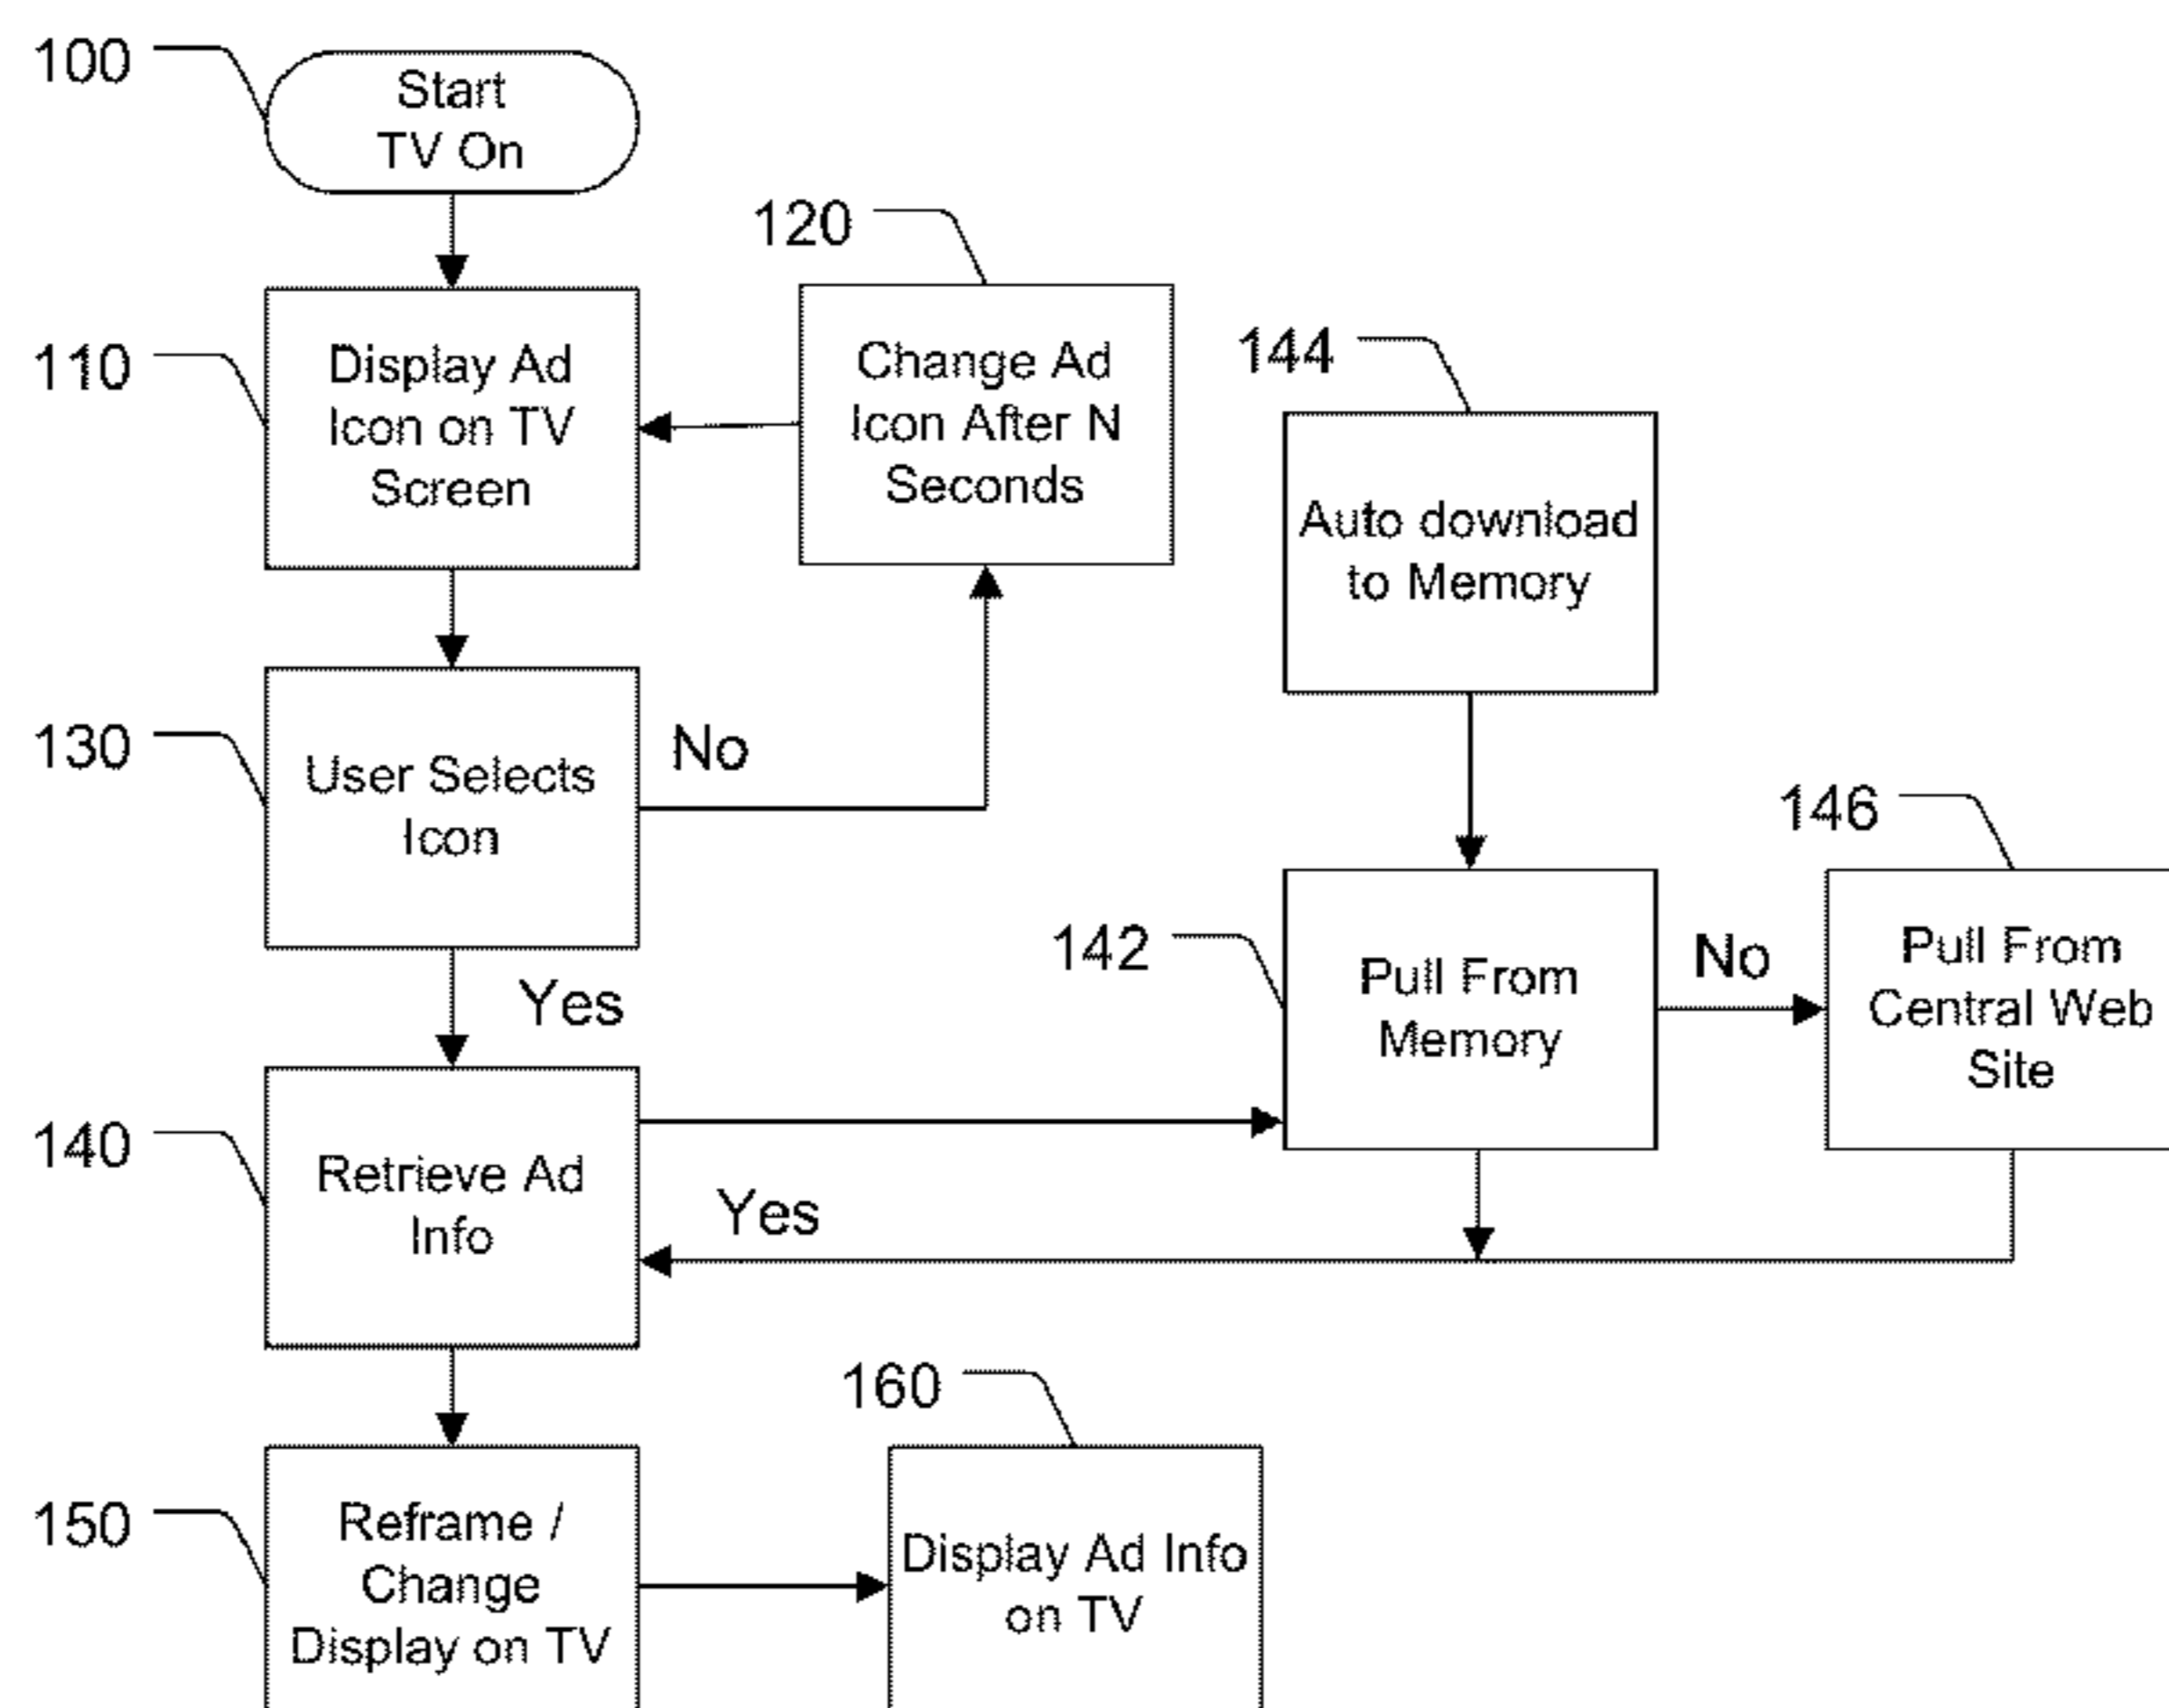 100
Start
TV On
120
110
Display Ad
Icon on TV
Screen
Change Ad
Icon After N
Seconds
144
Auto download
to Memory
130
User Selects
Icon
No
146
142
Pull From
Memory
No
Pull From
Central Web
Site
Yes
140
Retrieve Ad
Info
Yes
160
150
Reframe /
Change
Display on TV
Display Ad Info
on TV